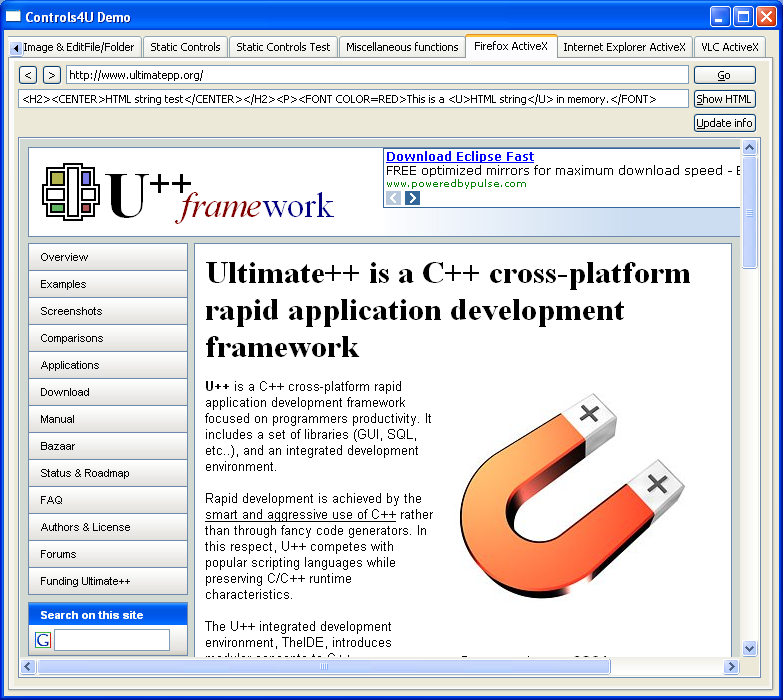 Controls4U Demo
Image & EditFile/Folder
Static Controls
Static Controls Test
Miscellaneous functions
Firefox ActiveX
Internet Explorer ActiveX
VLC ActiveX
< > http://www.ultimatepp.org/ Go
<H2><CENTER>HTML string test</CENTER></H2><P><FONT COLOR=RED>This is a <U>HTML string</U> in memory.</FONT> Show HTML
Update info
U++ framework
Download Eclipse Fast
FREE optimized mirrors for maximum download speed -
www.poweredbypulse.com
Overview
Examples
Screenshots
Comparisons
Applications
Download
Manual
Bazaar
Status & Roadmap
FAQ
Authors & License
Forums
Funding Ultimate++
Search on this site
G
Ultimate++ is a C++ cross-platform
rapid application development
framework
U++ is a C++ cross-platform rapid
application development framework
focused on programmers productivity. It
includes a set of libraries (GUI, SQL,
etc..), and an integrated development
environment.
Rapid development is achieved by the
smart and aggressive use of C++ rather
than through fancy code generators. In
this respect, U++ competes with
popular scripting languages while
preserving C/C++ runtime
characteristics.
The U++ integrated development
environment, TheIDE, introduces